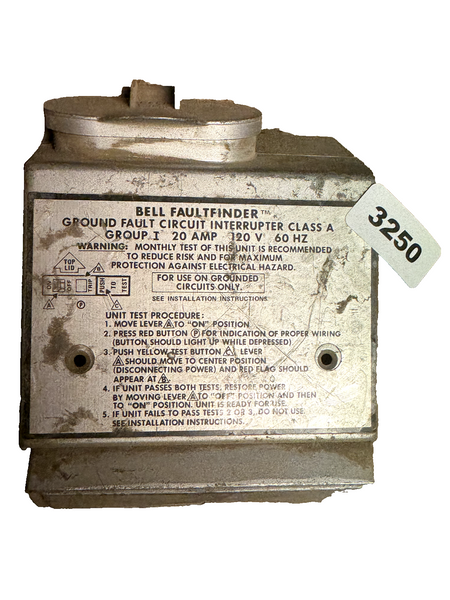 BELL FAULTFINDER™
GROUND FAULT CIRCUIT INTERRUPTER CLASS A
GROUP I 20 AMP 120 V 60 HZ
WARNING: MONTHLY TEST OF THIS UNIT IS RECOMMENDED
TO REDUCE RISK AND FOR MAXIMUM
PROTECTION AGAINST ELECTRICAL HAZARD.
FOR USE ON GROUNDED
CIRCUITS ONLY.
SEE INSTALLATION INSTRUCTIONS.
TOP
LID
B
ON
OFF
TRIP
PUSH
TO
TEST
A
P
C
UNIT TEST PROCEDURE:
1. MOVE LEVER A TO "ON" POSITION
2. PRESS RED BUTTON P FOR INDICATION OF PROPER WIRING
(BUTTON SHOULD LIGHT UP WHILE DEPRESSED)
3. PUSH YELLOW TEST BUTTON C LEVER
A SHOULD MOVE TO CENTER POSITION
(DISCONNECTING POWER) AND RED FLAG SHOULD
APPEAR AT B.
4. IF UNIT PASSES BOTH TESTS, RESTORE POWER
BY MOVING LEVER A TO "OFF" POSITION AND THEN
TO "ON" POSITION. UNIT IS READY FOR USE.
5. IF UNIT FAILS TO PASS TESTS 2 OR 3, DO NOT USE.
SEE INSTALLATION INSTRUCTIONS.
3250